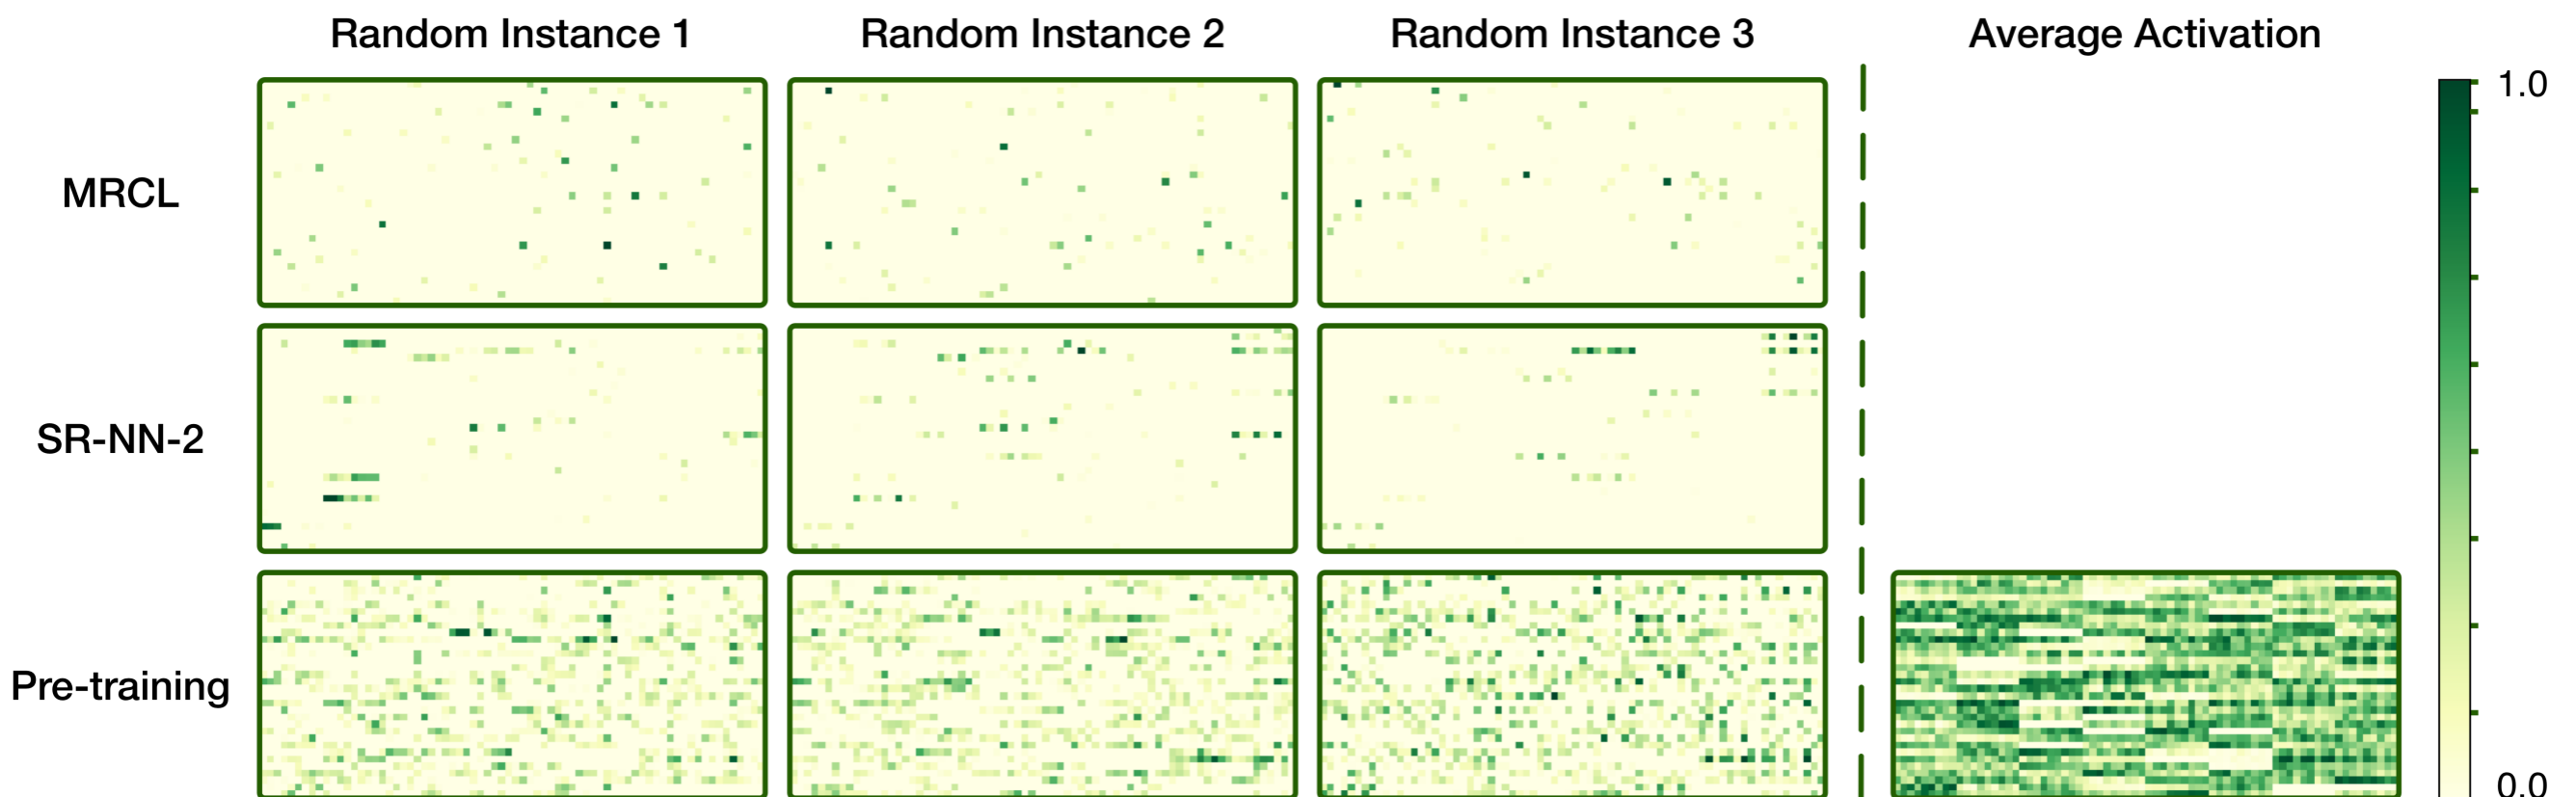 Random Instance 1 Random Instance 2 Random Instance 3 Average Activation
1.0
MRCL
SR-NN-2
Pre-training
0.0